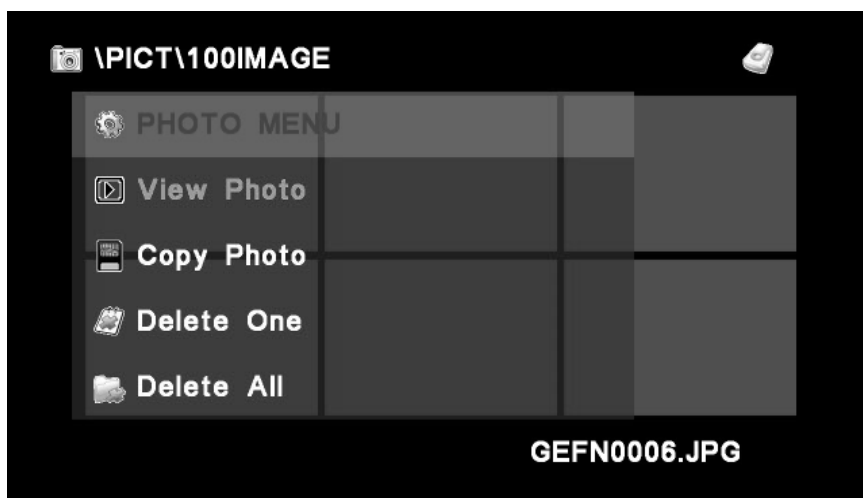 \PICT\100IMAGE
PHOTO MENU
View Photo
Copy Photo
Delete One
Delete All
GEFN0006.JPG